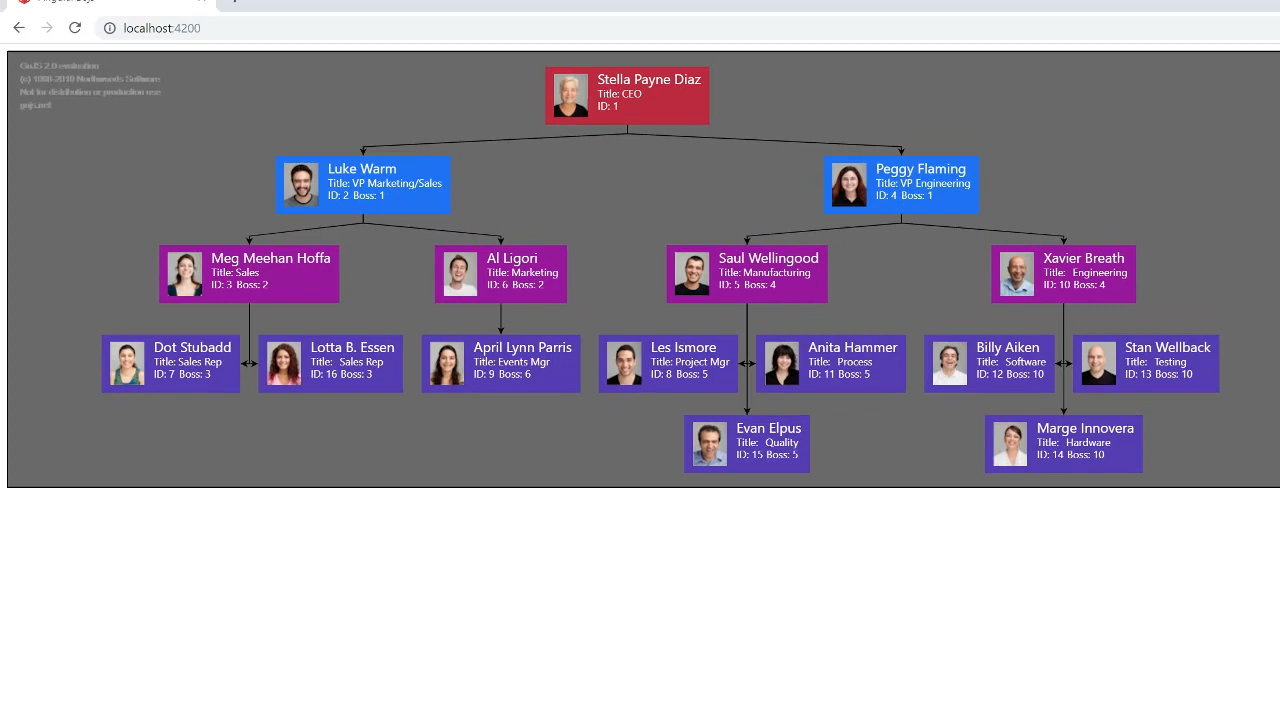 localhost:4200
GoJS 2.0 evaluation
(c) 1998-2019 Northwoods Software
Not for distribution or production use
gojs.net
Stella Payne Diaz
Title: CEO
ID: 1
Luke Warm
Title: VP Marketing/Sales
ID: 2 Boss: 1
Peggy Flaming
Title: VP Engineering
ID: 4 Boss: 1
Meg Meehan Hoffa
Title: Sales
ID: 3 Boss: 2
Al Ligori
Title: Marketing
ID: 6 Boss: 2
Saul Wellingood
Title: Manufacturing
ID: 5 Boss: 4
Xavier Breath
Title: Engineering
ID: 10 Boss: 4
Dot Stubadd
Title: Sales Rep
ID: 7 Boss: 3
Lotta B. Essen
Title: Sales Rep
ID: 16 Boss: 3
April Lynn Parris
Title: Events Mgr
ID: 9 Boss: 6
Les Ismore
Title: Project Mgr
ID: 8 Boss: 5
Anita Hammer
Title: Process
ID: 11 Boss: 5
Billy Aiken
Title: Software
ID: 12 Boss: 10
Stan Wellback
Title: Testing
ID: 13 Boss: 10
Evan Elpus
Title: Quality
ID: 15 Boss: 5
Marge Innovera
Title: Hardware
ID: 14 Boss: 10